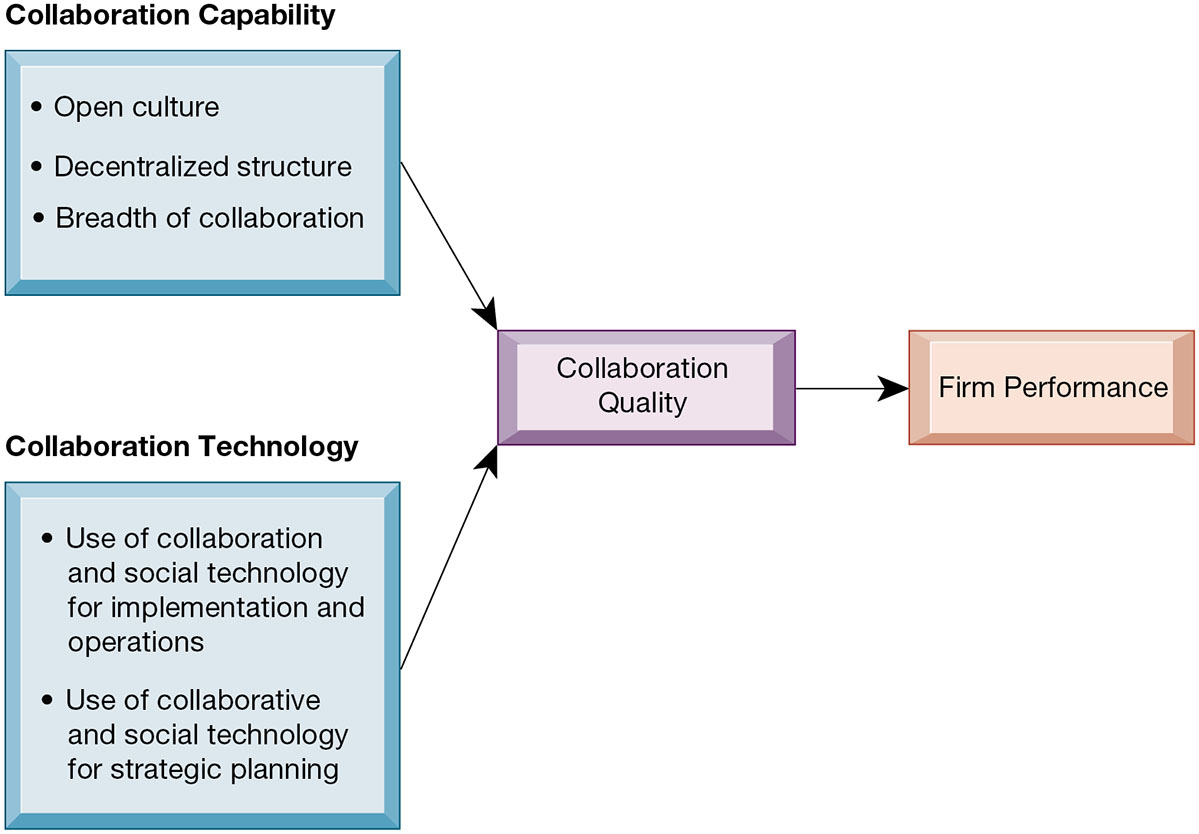 Collaboration Capability
• Open culture
• Decentralized structure
• Breadth of collaboration
Collaboration
Quality
Firm Performance
Collaboration Technology
• Use of collaboration
and social technology
for implementation and
operations
• Use of collaborative
and social technology
for strategic planning